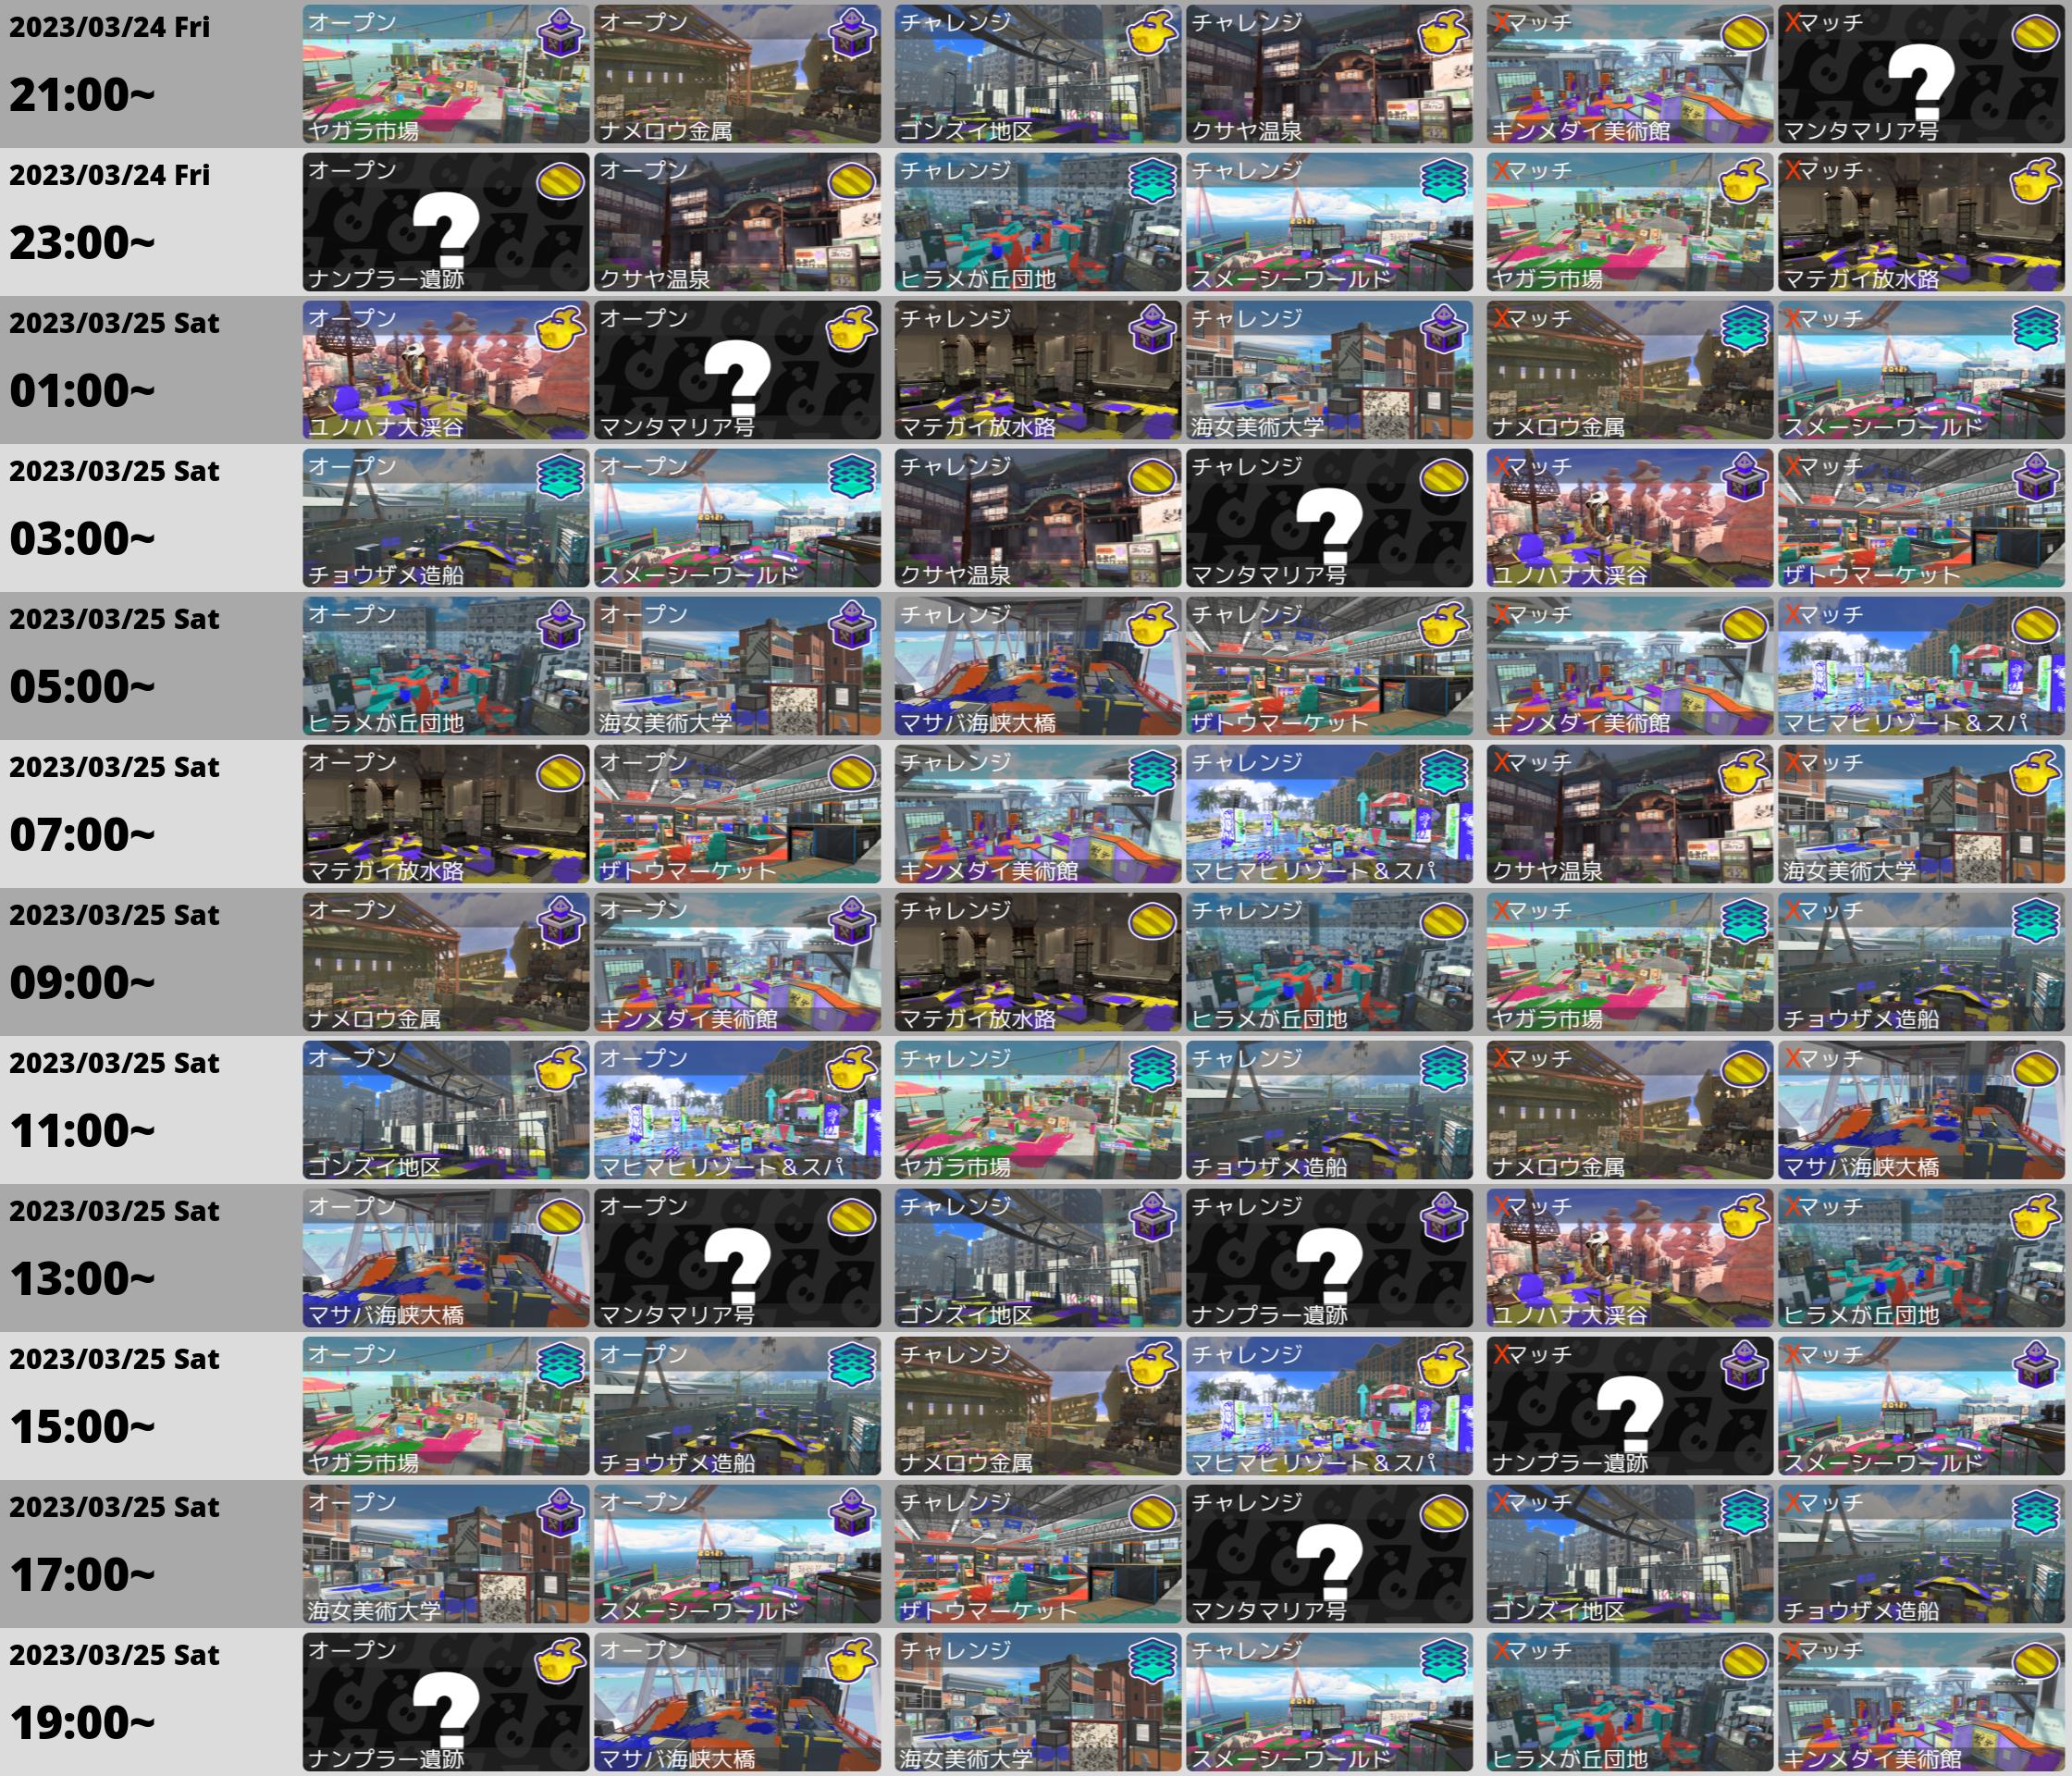 2023/03/24 Fri
21:00~
オープン オープン チャレンジ チャレンジ Xマッチ Xマッチ
ヤガラ市場 ナメロウ金属 ゴンズイ地区 クサヤ温泉 キンメダイ美術館 マンタマリア号
2023/03/24 Fri
23:00~
オープン オープン チャレンジ チャレンジ Xマッチ Xマッチ
ナンプラー遺跡 クサヤ温泉 ヒラメが丘団地 スメーシーワールド ヤガラ市場 マテガイ放水路
2023/03/25 Sat
01:00~
オープン オープン チャレンジ チャレンジ Xマッチ Xマッチ
ユノハナ大渓谷 マンタマリア号 マテガイ放水路 海女美術大学 ナメロウ金属 スメーシーワールド
2023/03/25 Sat
03:00~
オープン オープン チャレンジ チャレンジ Xマッチ Xマッチ
チョウザメ造船 スメーシーワールド クサヤ温泉 マンタマリア号 ユノハナ大渓谷 ザトウマーケット
2023/03/25 Sat
05:00~
オープン オープン チャレンジ チャレンジ Xマッチ Xマッチ
ヒラメが丘団地 海女美術大学 マサバ海峡大橋 ザトウマーケット キンメダイ美術館 マヒマヒリゾート＆スパ
2023/03/25 Sat
07:00~
オープン オープン チャレンジ チャレンジ Xマッチ Xマッチ
マテガイ放水路 ザトウマーケット キンメダイ美術館 マヒマヒリゾート＆スパ クサヤ温泉 海女美術大学
2023/03/25 Sat
09:00~
オープン オープン チャレンジ チャレンジ Xマッチ Xマッチ
ナメロウ金属 キンメダイ美術館 マテガイ放水路 ヒラメが丘団地 ヤガラ市場 チョウザメ造船
2023/03/25 Sat
11:00~
オープン オープン チャレンジ チャレンジ Xマッチ Xマッチ
ゴンズイ地区 マヒマヒリゾート＆スパ ヤガラ市場 チョウザメ造船 ナメロウ金属 マサバ海峡大橋
2023/03/25 Sat
13:00~
オープン オープン チャレンジ チャレンジ Xマッチ Xマッチ
マサバ海峡大橋 マンタマリア号 ゴンズイ地区 ナンプラー遺跡 ユノハナ大渓谷 ヒラメが丘団地
2023/03/25 Sat
15:00~
オープン オープン チャレンジ チャレンジ Xマッチ Xマッチ
ヤガラ市場 チョウザメ造船 ナメロウ金属 マヒマヒリゾート＆スパ ナンプラー遺跡 スメーシーワールド
2023/03/25 Sat
17:00~
オープン オープン チャレンジ チャレンジ Xマッチ Xマッチ
海女美術大学 スメーシーワールド ザトウマーケット マンタマリア号 ゴンズイ地区 チョウザメ造船
2023/03/25 Sat
19:00~
オープン オープン チャレンジ チャレンジ Xマッチ Xマッチ
ナンプラー遺跡 マサバ海峡大橋 海女美術大学 スメーシーワールド ヒラメが丘団地 キンメダイ美術館